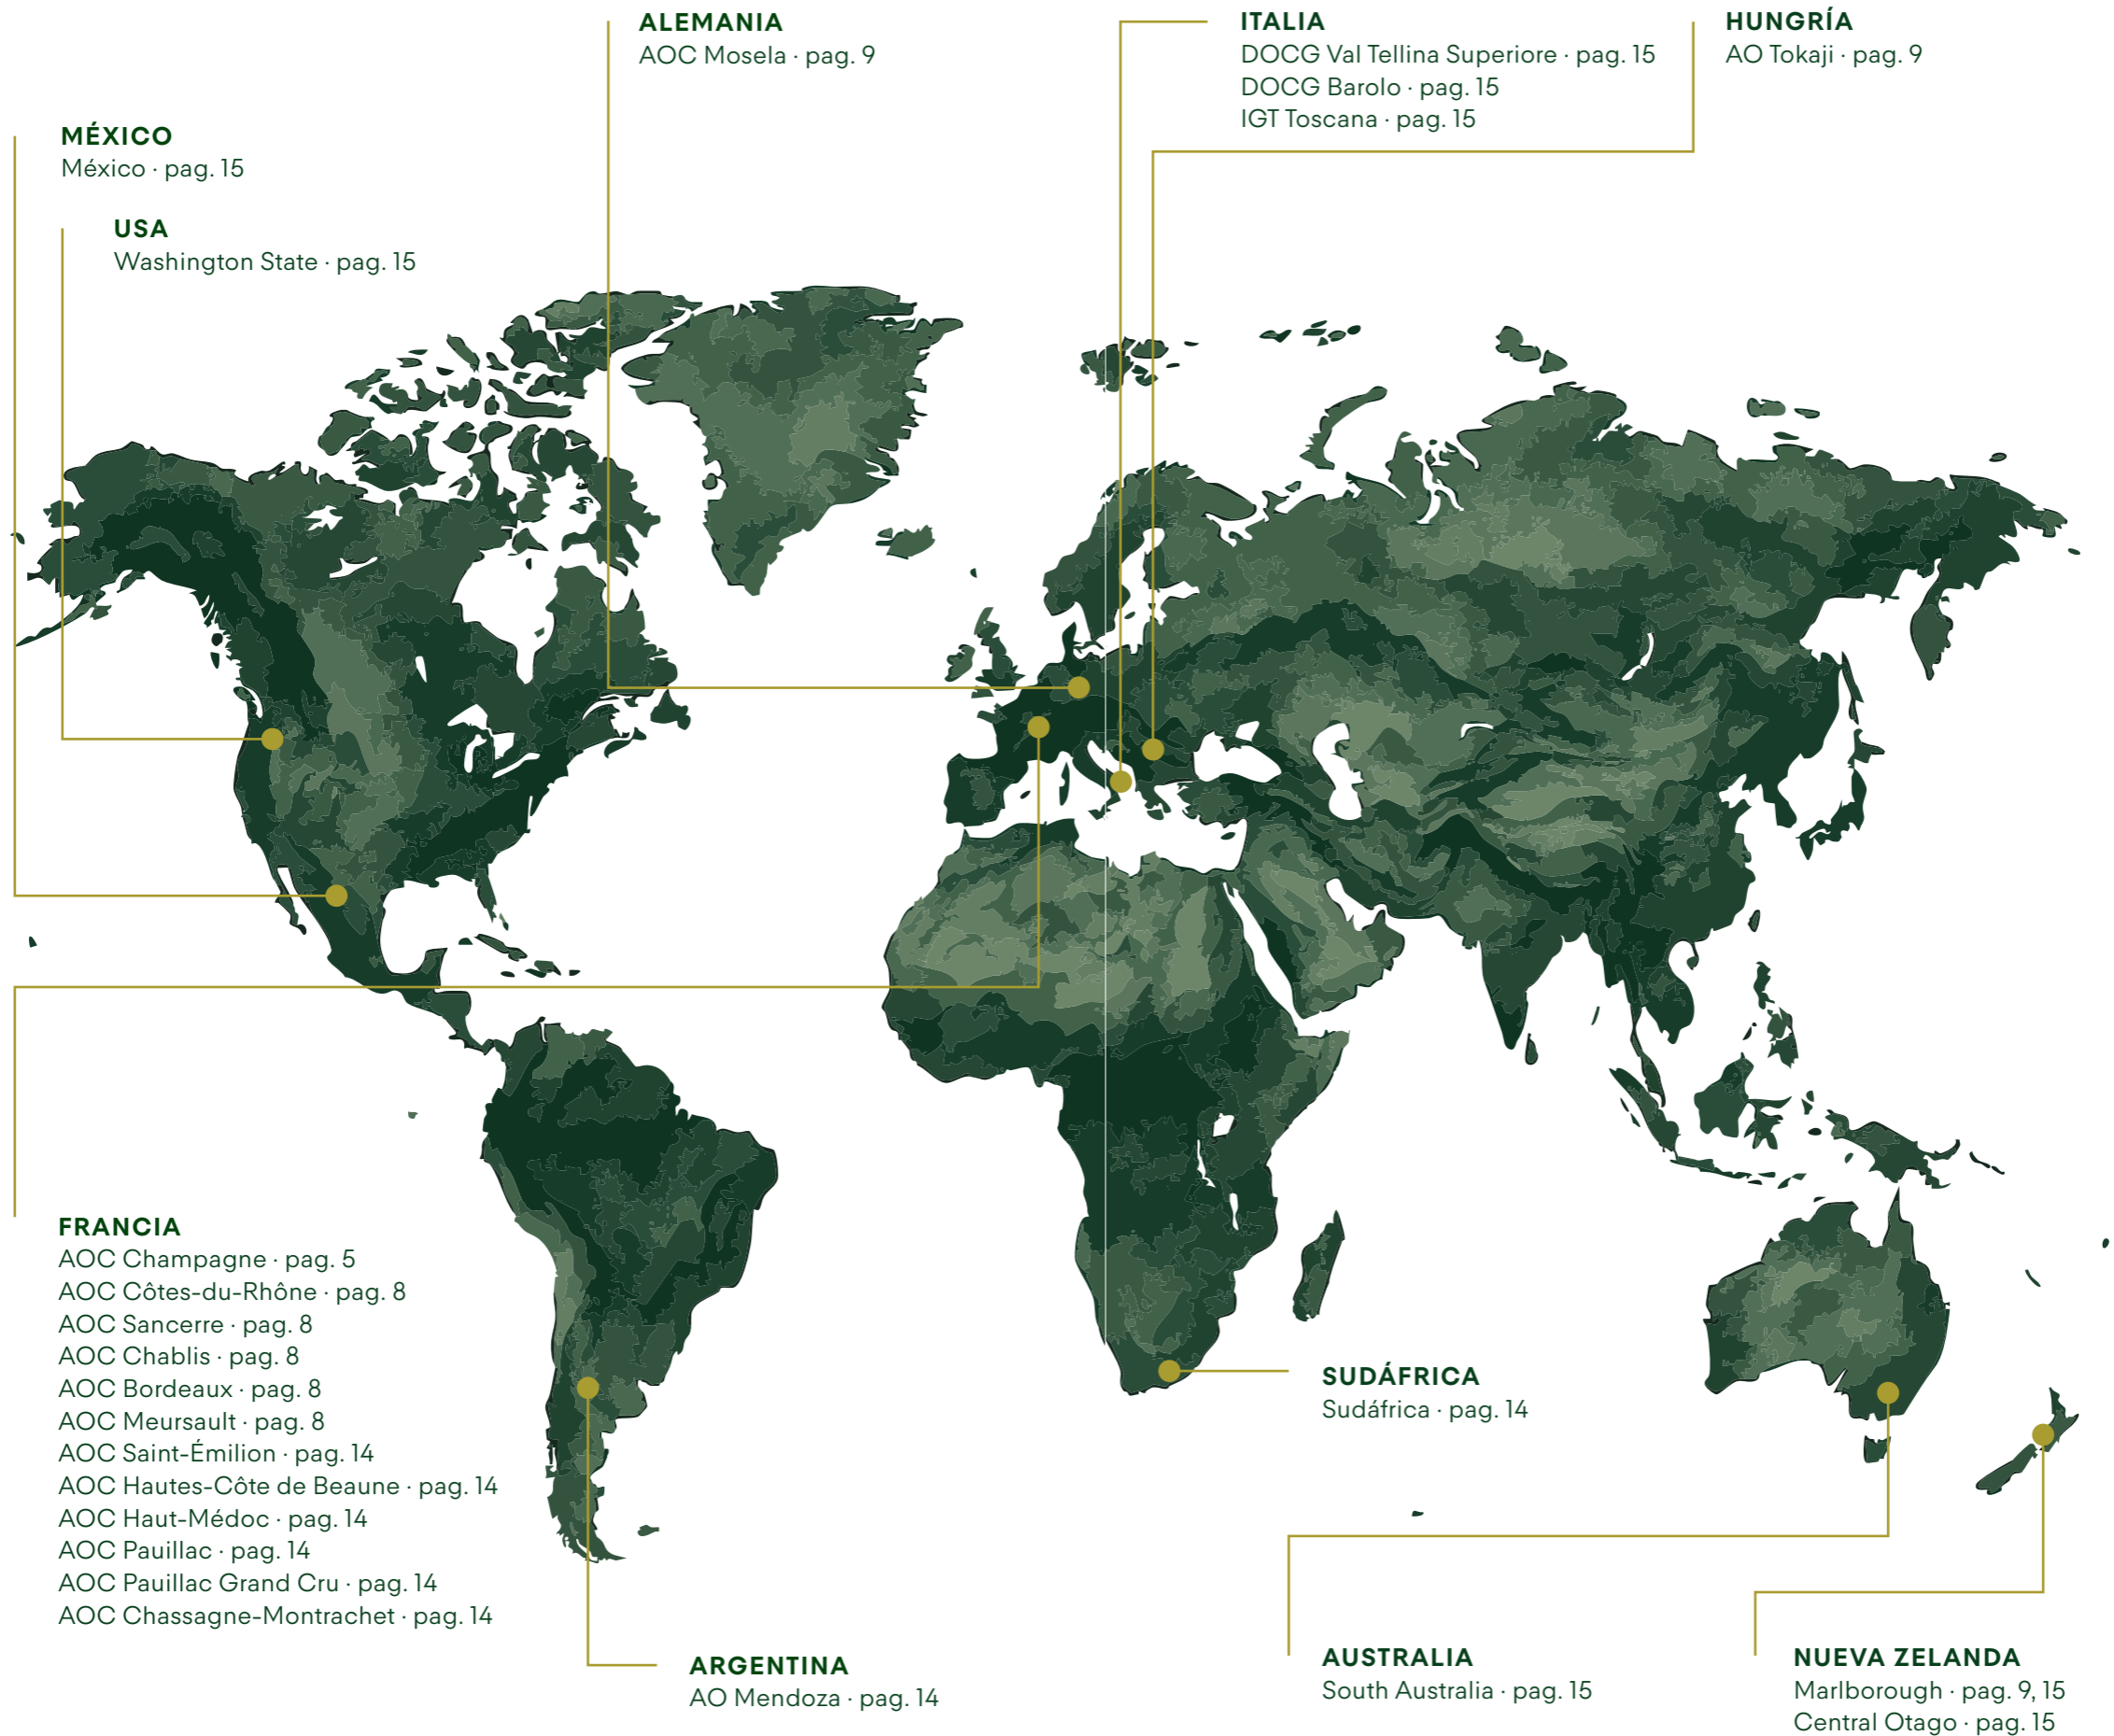 ALEMANIA
AOC Mosela · pag. 9
ITALIA
DOCG Val Tellina Superiore · pag. 15
DOCG Barolo · pag. 15
IGT Toscana · pag. 15
HUNGRÍA
AO Tokaji · pag. 9
MÉXICO
México · pag. 15
USA
Washington State · pag. 15
FRANCIA
AOC Champagne · pag. 5
AOC Côtes-du-Rhône · pag. 8
AOC Sancerre · pag. 8
AOC Chablis · pag. 8
AOC Bordeaux · pag. 8
AOC Meursault · pag. 8
AOC Saint-Émilion · pag. 14
AOC Hautes-Côte de Beaune · pag. 14
AOC Haut-Médoc · pag. 14
AOC Pauillac · pag. 14
AOC Pauillac Grand Cru · pag. 14
AOC Chassagne-Montrachet · pag. 14
SUDÁFRICA
Sudáfrica · pag. 14
ARGENTINA
AO Mendoza · pag. 14
AUSTRALIA
South Australia · pag. 15
NUEVA ZELANDA
Marlborough · pag. 9, 15
Central Otago · pag. 15